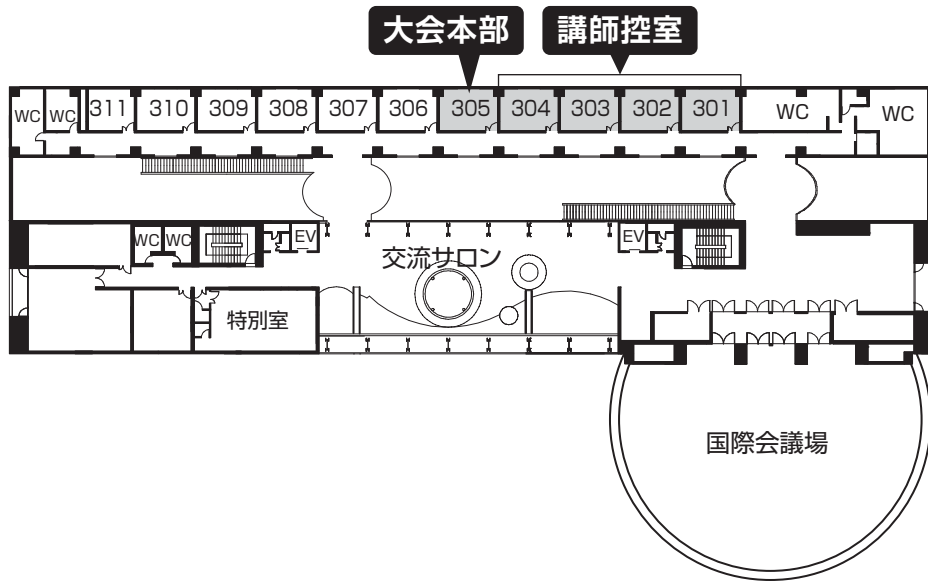 大会本部
講師控室
WC
WC
311
310
309
308
307
306
305
304
303
302
301
WC
WC
WC
WC
EV
EV
交流サロン
特別室
国際会議場